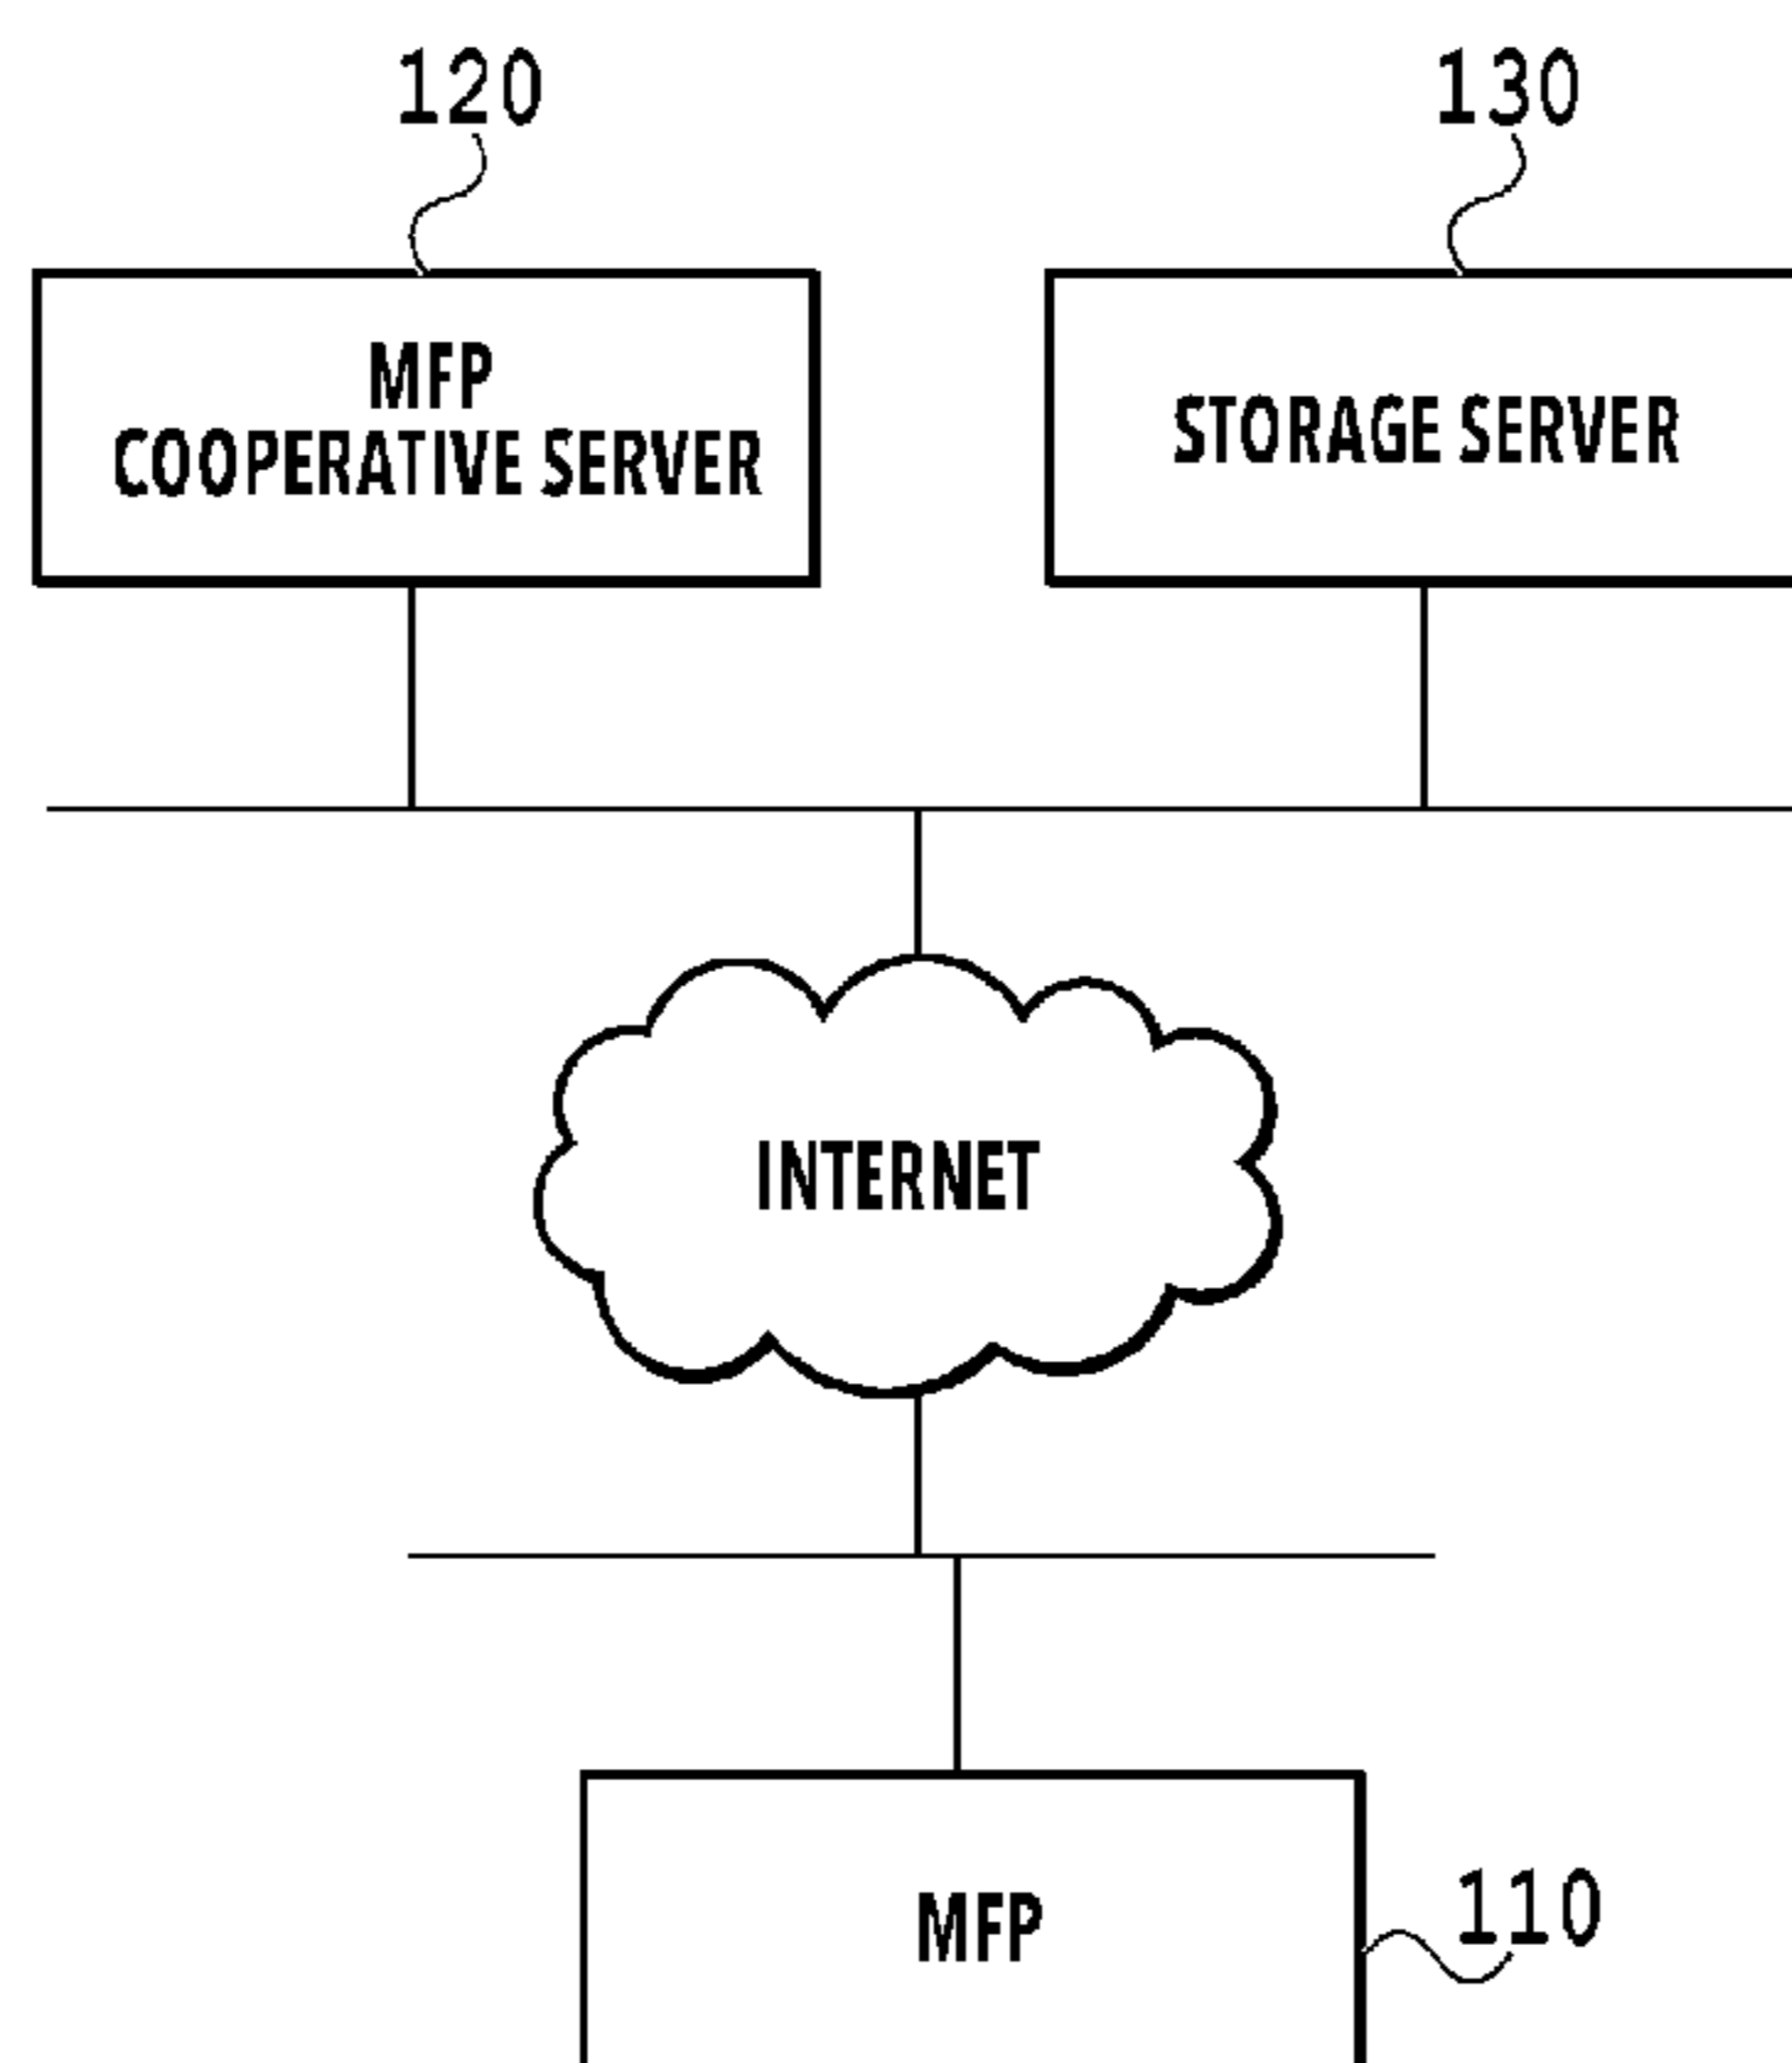 120
130
MFP
COOPERATIVE SERVER
STORAGE SERVER
INTERNET
MFP
110